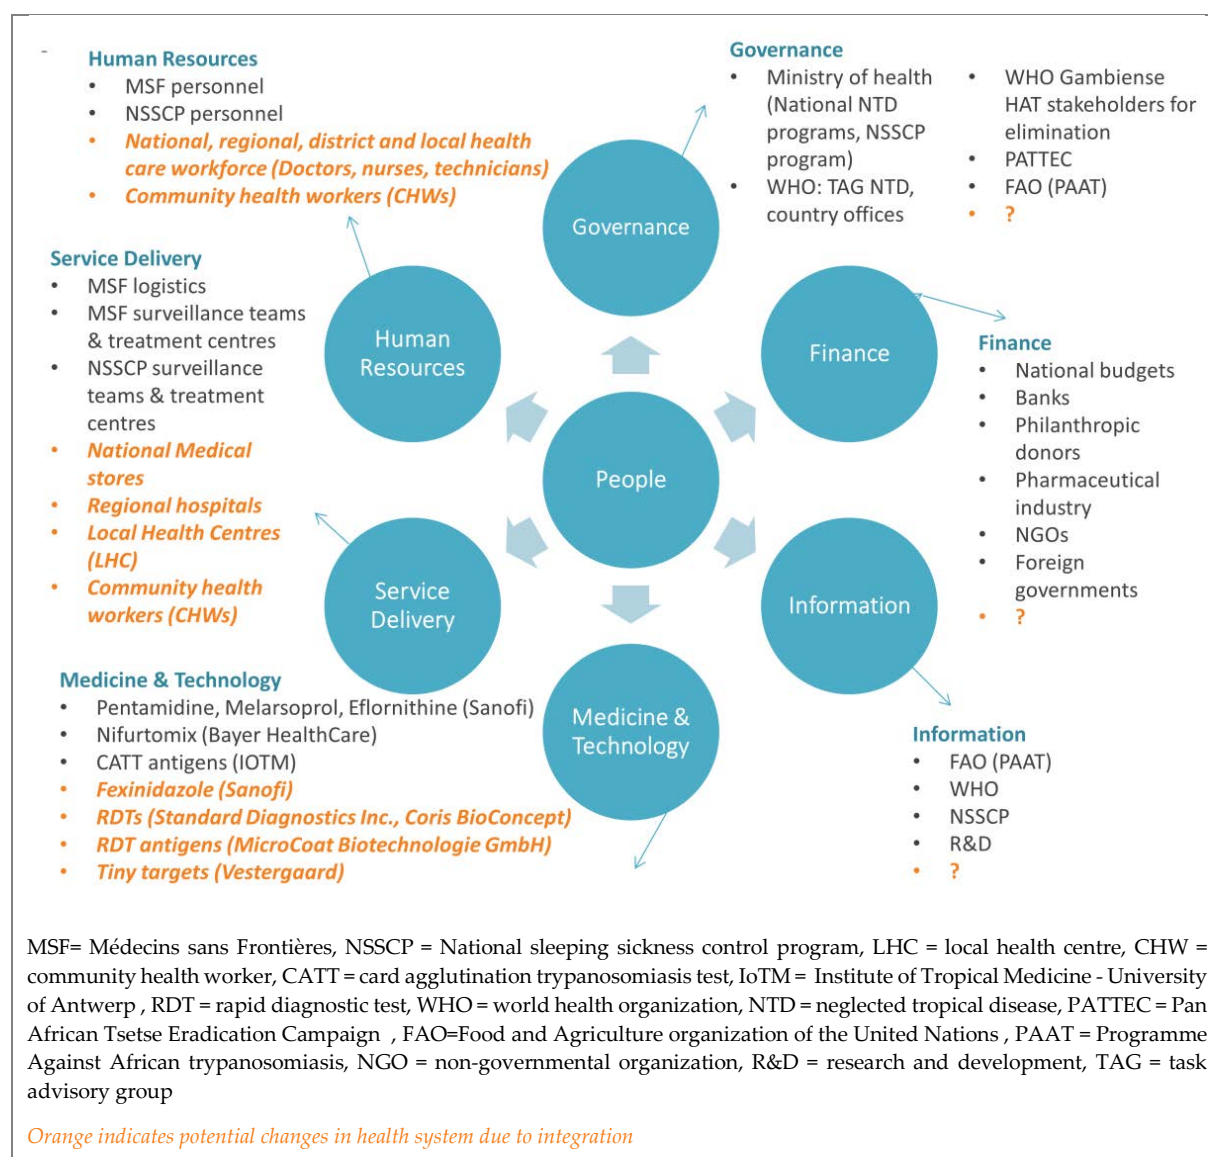 -
Human Resources
• MSF personnel
• NSSCP personnel
• National, regional, district and local health
care workforce (Doctors, nurses, technicians)
• Community health workers (CHWs)
Governance
• Ministry of health
(National NTD
programs, NSSCP
program)
• WHO: TAG NTD,
country offices
• WHO Gambiense
HAT stakeholders for
elimination
• PATTEC
• FAO (PAAT)
• ?
Service Delivery
• MSF logistics
• MSF surveillance teams
& treatment centres
• NSSCP surveillance
teams & treatment
centres
• National Medical
stores
• Regional hospitals
• Local Health Centres
(LHC)
• Community health
workers (CHWs)
Governance
Human
Resources
Finance
People
Service
Delivery
Information
Medicine &
Technology
Finance
• National budgets
• Banks
• Philanthropic
donors
• Pharmaceutical
industry
• NGOs
• Foreign
governments
• ?
Medicine & Technology
• Pentamidine, Melarsoprol, Eflornithine (Sanofi)
• Nifurtomix (Bayer HealthCare)
• CATT antigens (IOTM)
• Fexinidazole (Sanofi)
• RDTs (Standard Diagnostics Inc., Coris BioConcept)
• RDT antigens (MicroCoat Biotechnologie GmbH)
• Tiny targets (Vestergaard)
Information
• FAO (PAAT)
• WHO
• NSSCP
• R&D
• ?
MSF= Médecins sans Frontières, NSSCP = National sleeping sickness control program, LHC = local health centre, CHW =
community health worker, CATT = card agglutination trypanosomiasis test, IoTM = Institute of Tropical Medicine - University
of Antwerp , RDT = rapid diagnostic test, WHO = world health organization, NTD = neglected tropical disease, PATTEC = Pan
African Tsetse Eradication Campaign , FAO=Food and Agriculture organization of the United Nations , PAAT = Programme
Against African trypanosomiasis, NGO = non-governmental organization, R&D = research and development, TAG = task
advisory group
Orange indicates potential changes in health system due to integration